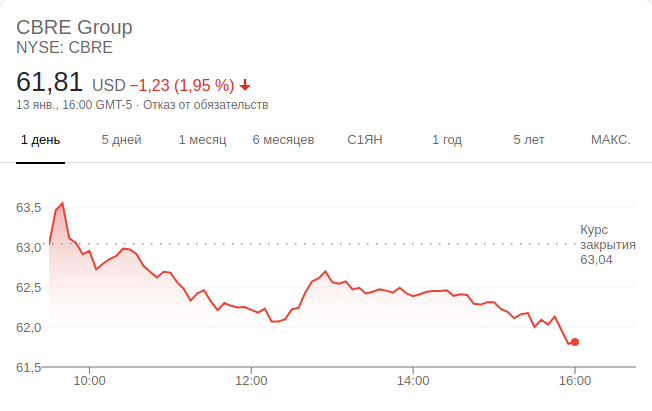 CBRE Group
NYSE: CBRE
61,81 USD −1,23 (1,95 %)
13 янв., 16:00 GMT-5 · Отказ от обязательств
1 день 5 дней 1 месяц 6 месяцев С1ЯН 1 год 5 лет МАКС.
63,5
63,0
62,5
62,0
61,5
Курс
закрытия
63,04
10:00 12:00 14:00 16:00